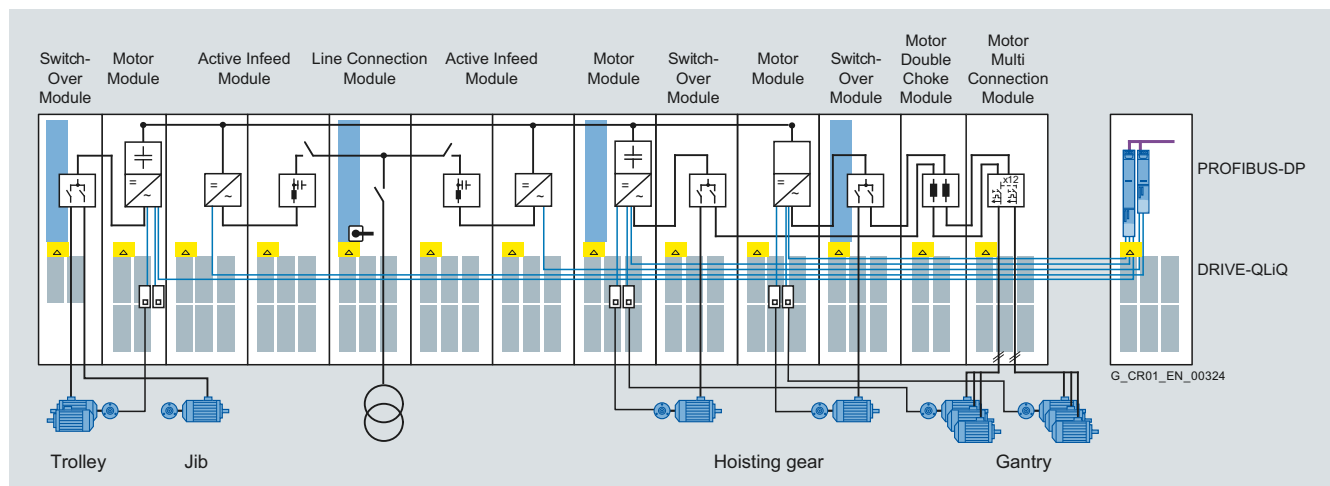 Switch-
Over
Module
Motor
Module
Active Infeed
Module
Line Connection
Module
Active Infeed
Module
Motor
Module
Switch-
Over
Module
Motor
Module
Switch-
Over
Module
Motor
Double
Choke
Module
Motor
Multi
Connection
Module
x12
PROFIBUS-DP
DRIVE-QLiQ
G_CR01_EN_00324
Trolley
Jib
Hoisting gear
Gantry